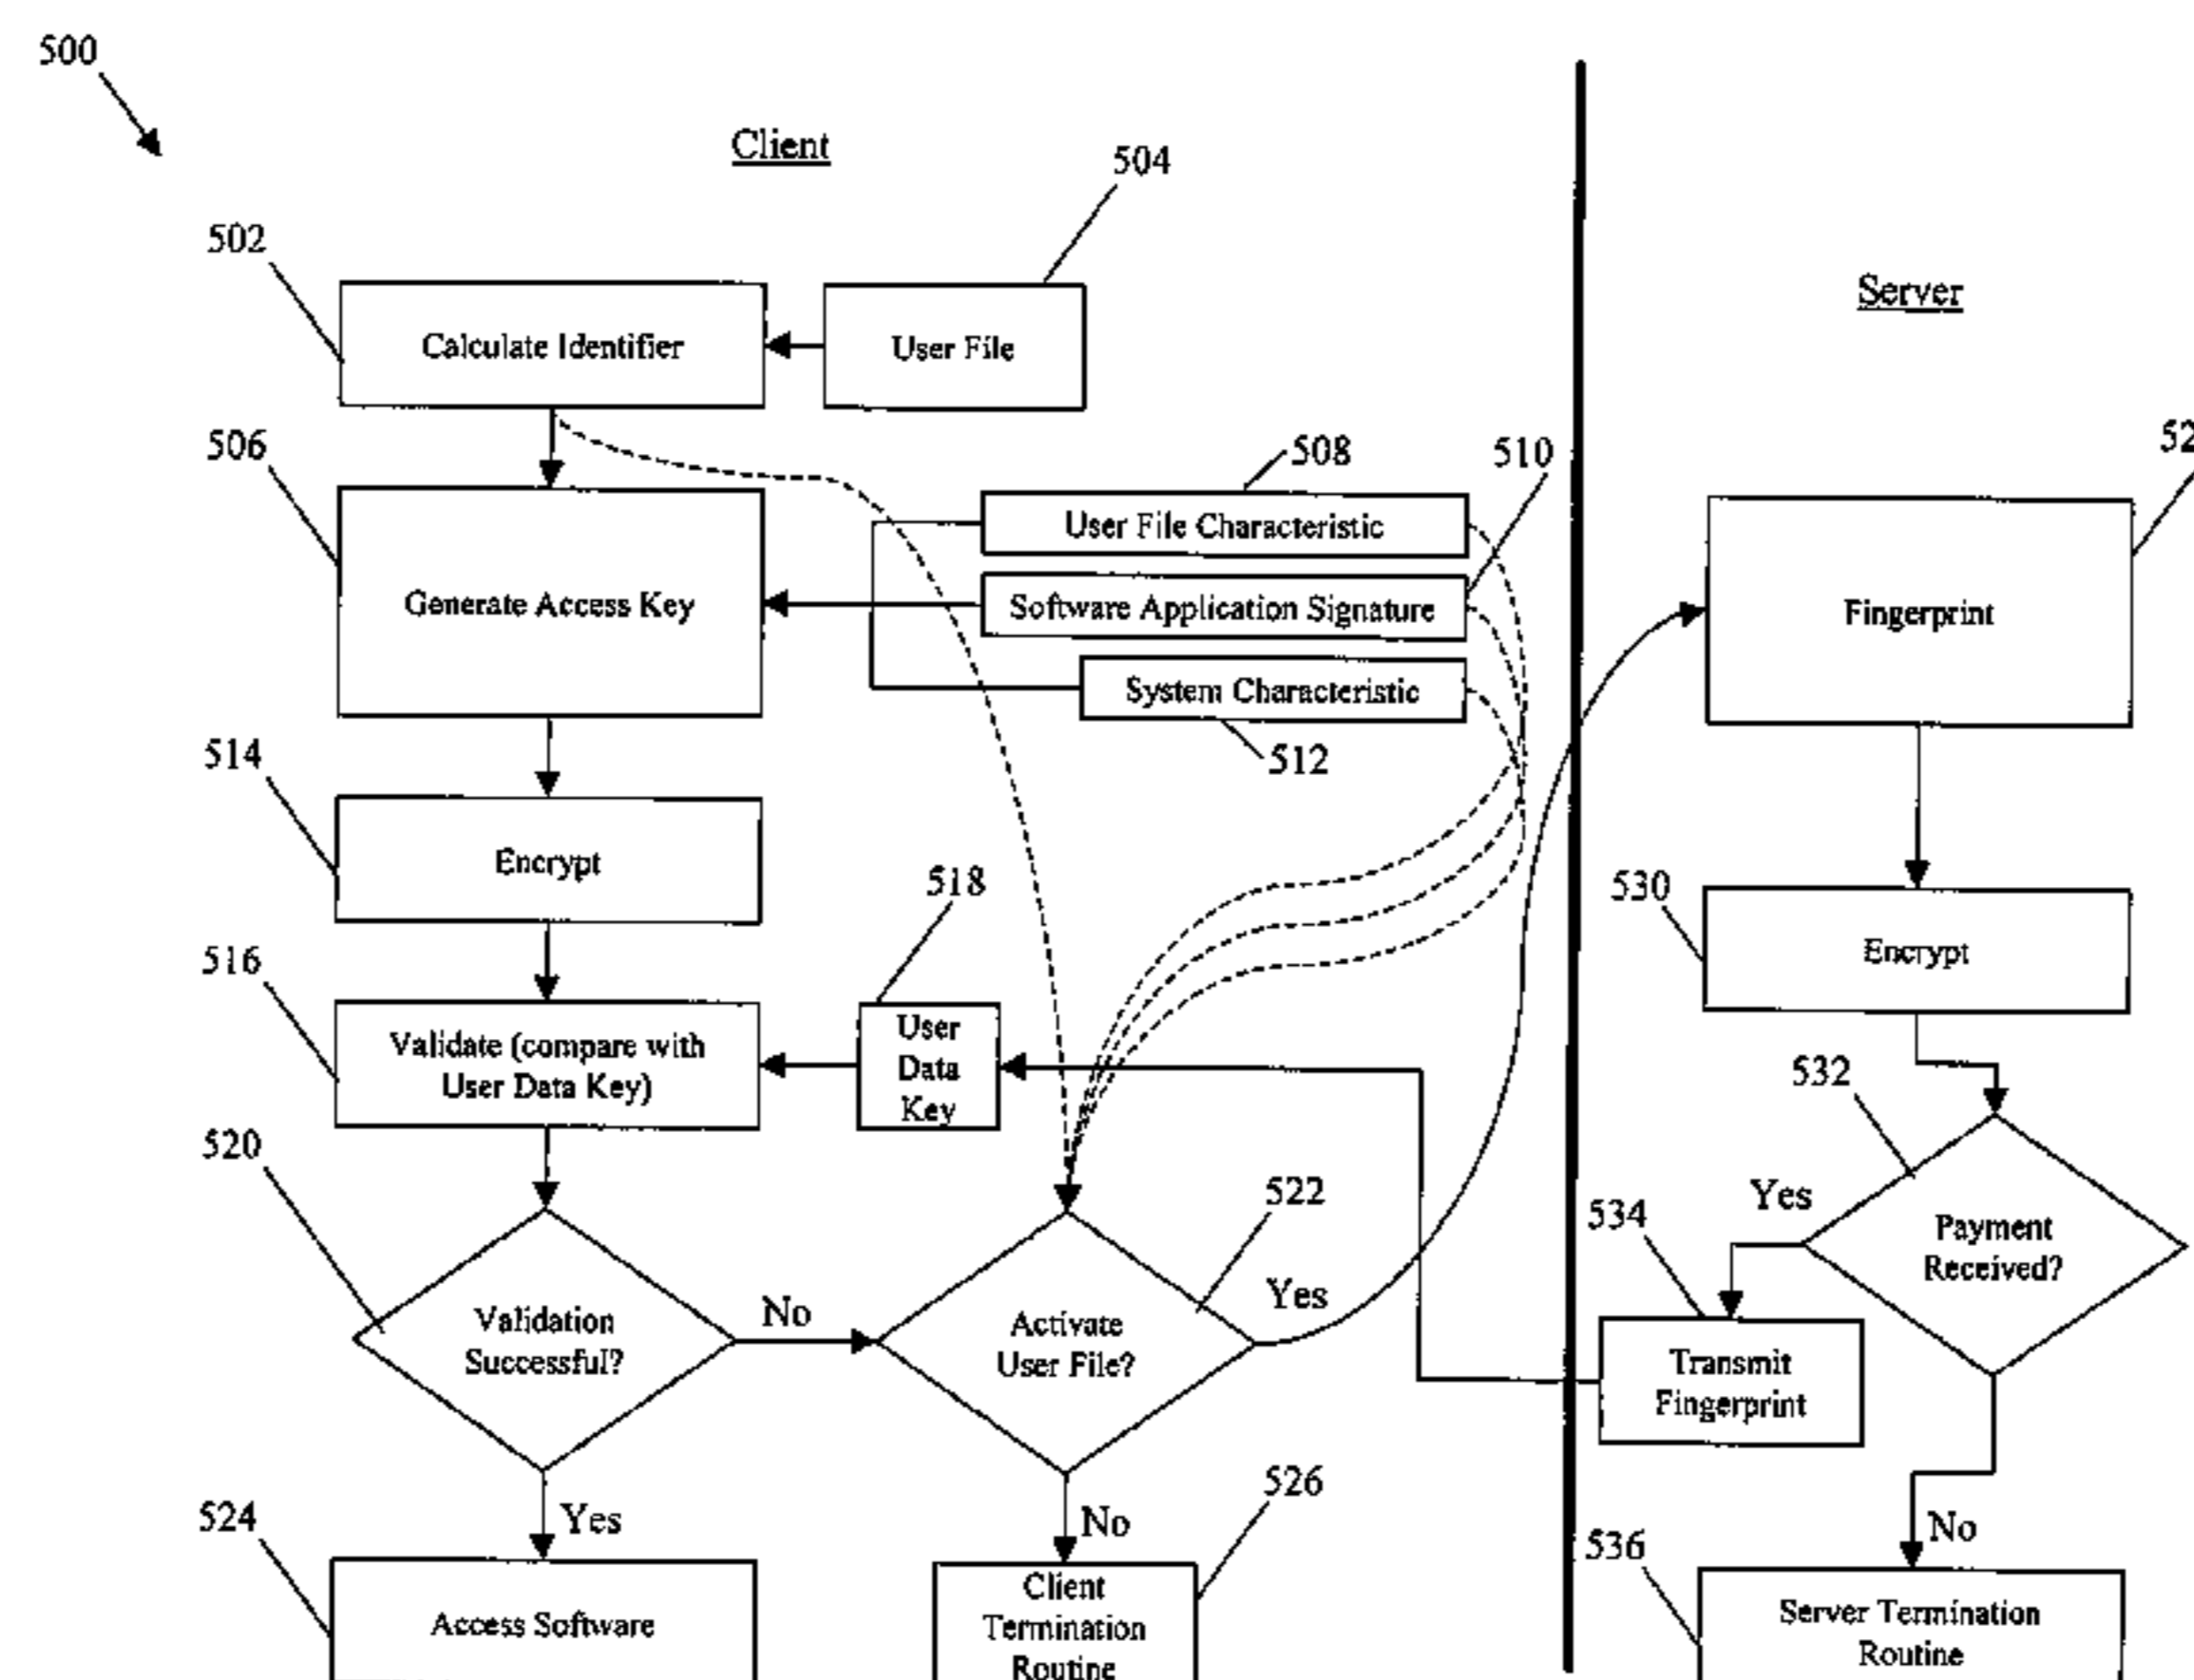 500
Client
504
502
Server
Calculate Identifier
User File
506
508
510
52
User File Characteristic
Generate Access Key
Software Application Signature
Fingerprint
System Characteristic
512
514
Encrypt
518
530
Encrypt
516
User
Data
Key
Validate (compare with
User Data Key)
532
520
522
Yes
534
Payment
Received?
Yes
No
Validation
Successful?
Activate
User File?
Transmit
Fingerprint
526
524
Yes
No
No
536
Client
Termination
Routine
Access Software
Server Termination
Routine